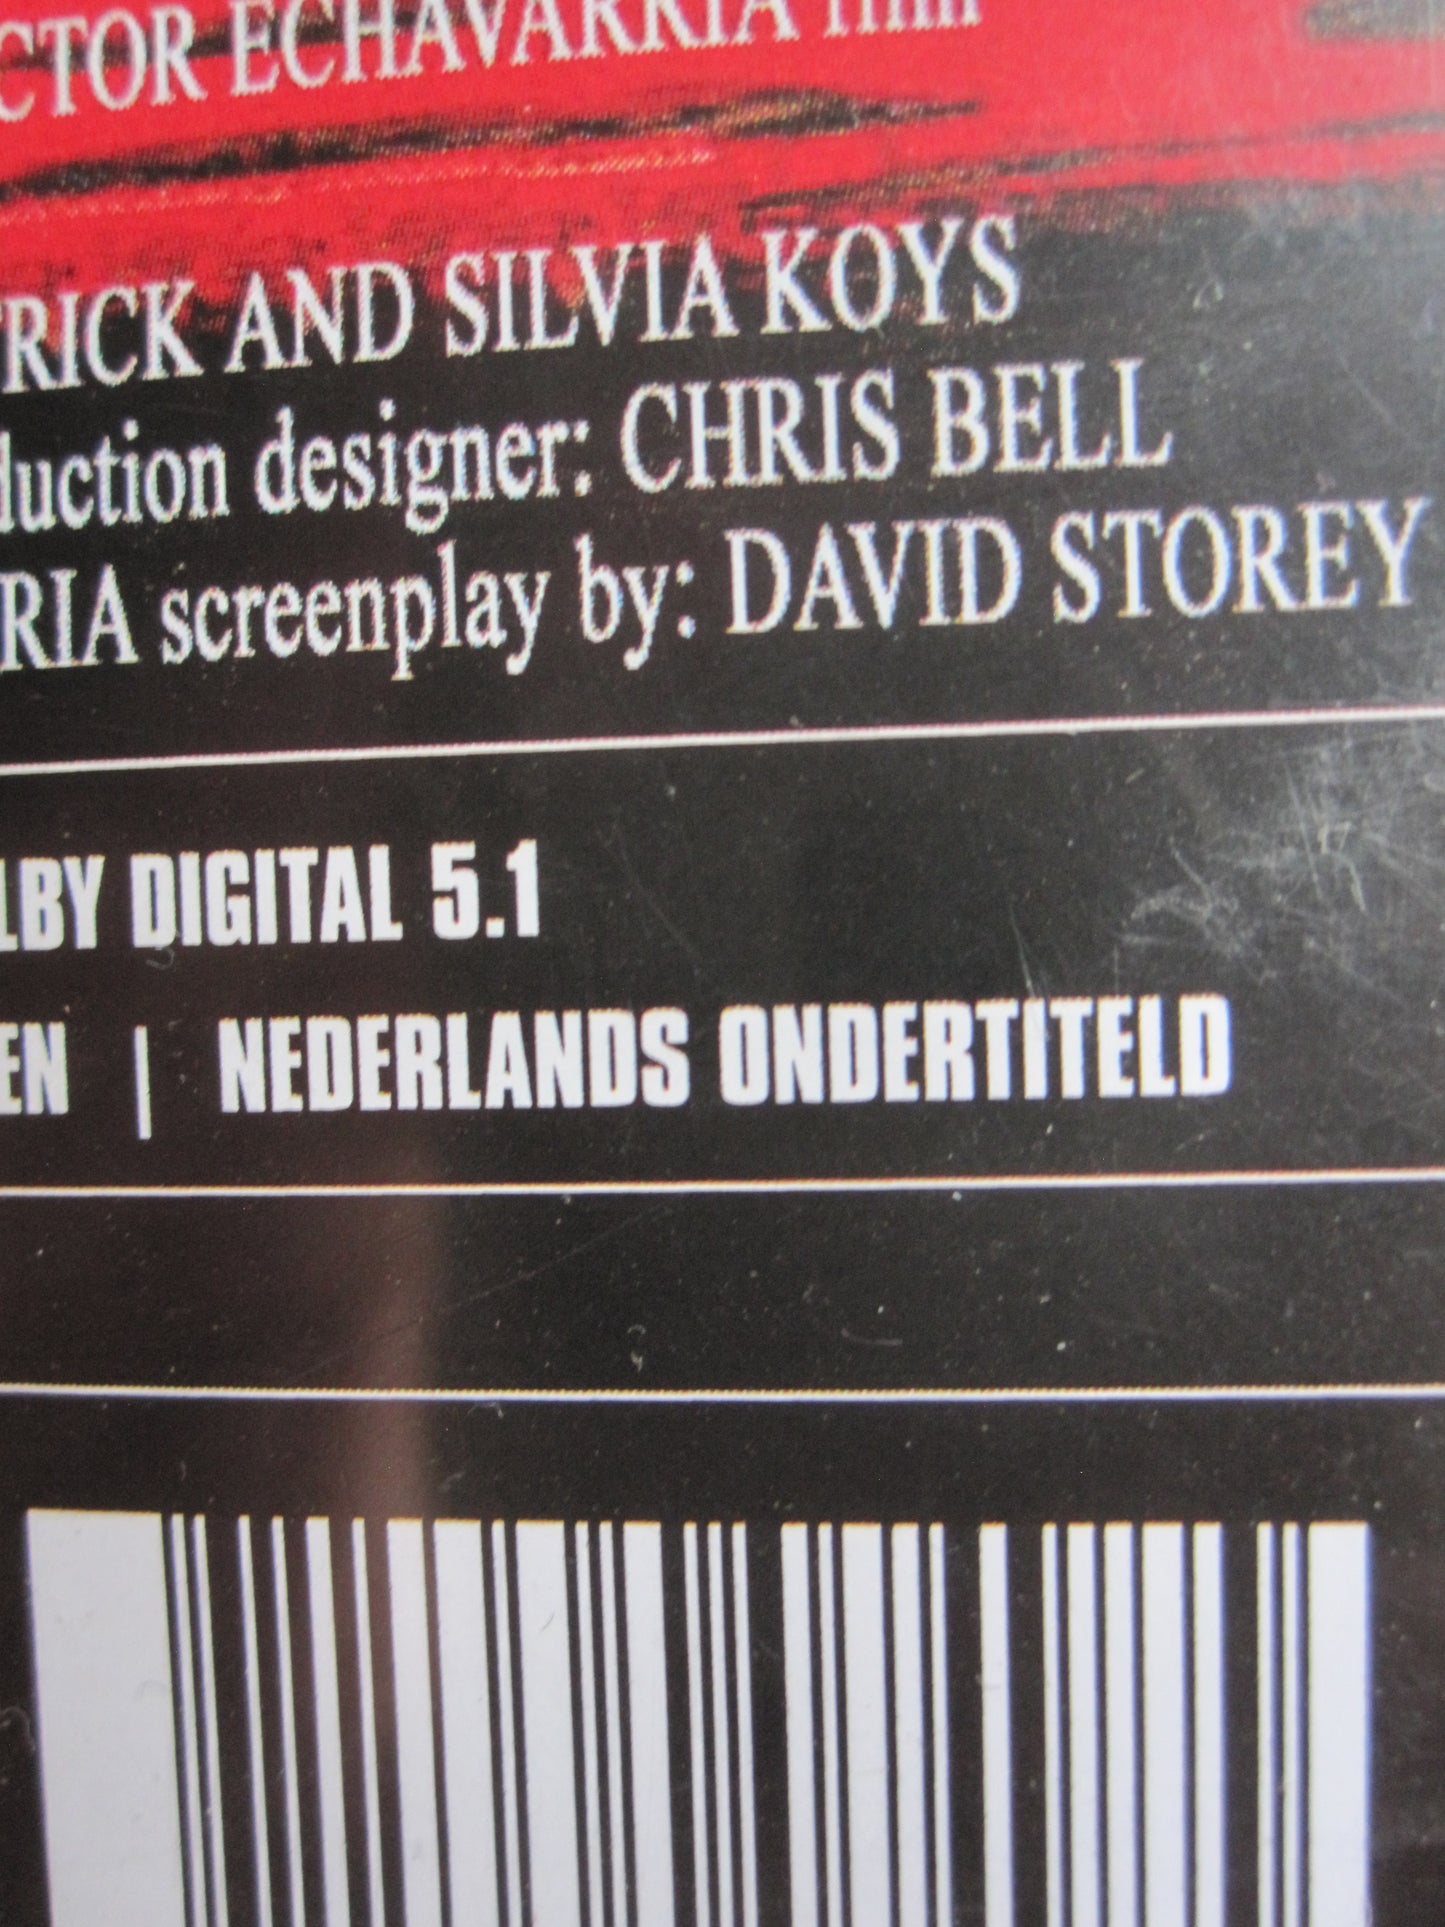 CTOR ECHAVARRIA film
RICK AND SILVIA KOYS
duction designer: CHRIS BELL
RIA screenplay by: DAVID STOREY
LBY DIGITAL 5.1
EN | NEDERLANDS ONDERTITELD